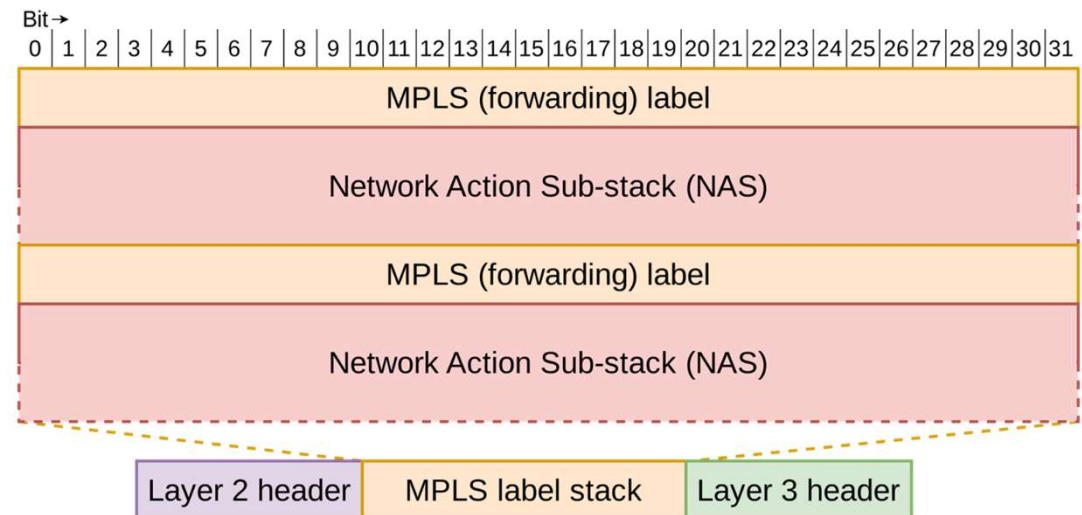 Bit→
0 1 2 3 4 5 6 7 8 9 10 11 12 13 14 15 16 17 18 19 20 21 22 23 24 25 26 27 28 29 30 31
MPLS (forwarding) label
Network Action Sub-stack (NAS)
MPLS (forwarding) label
Network Action Sub-stack (NAS)
Layer 2 header MPLS label stack Layer 3 header